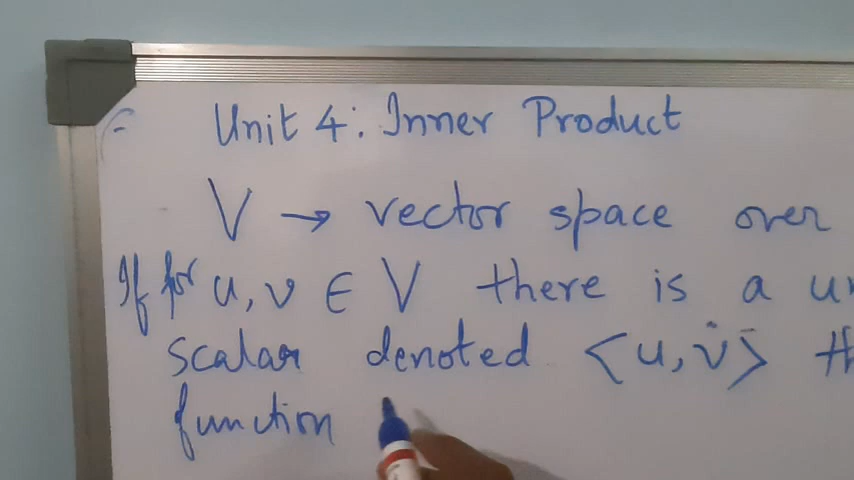 Unit 4: Inner Product
V → vector space over
If for u, v ∈ V there is a
scalar denoted <u, v>
function